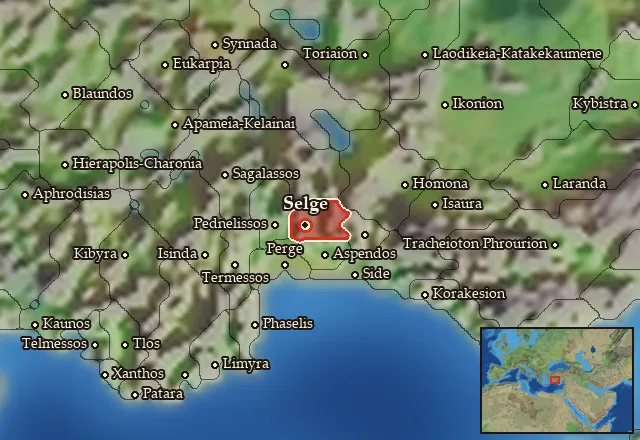 Synnada
Toriaion
Laodikeia-Katakekaumene
Eukarpia
Blaundos
Ikonion
Kybistra
Apameia-Kelainai
Hierapolis-Charonia
Sagalassos
Homona
Laranda
Aphrodisias
Selge
Isaura
Pednelissos
Tracheioton Phrourion
Kibyra
Isinda
Perge
Aspendos
Termessos
Side
Korakesion
Kaunos
Phaselis
Telmessos
Tlos
Limyra
Xanthos
Patara